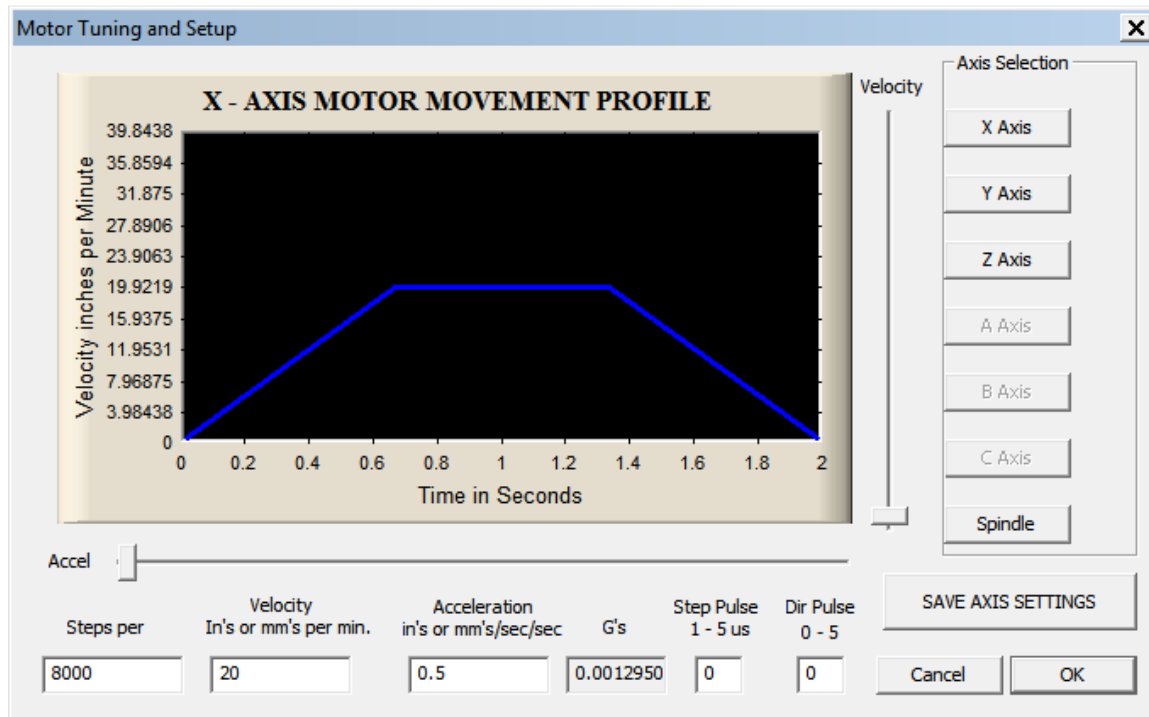 Motor Tuning and Setup
X - AXIS MOTOR MOVEMENT PROFILE
Velocity inches per Minute
39.8438
35.8594
31.875
27.8906
23.9063
19.9219
15.9375
11.9531
7.96875
3.98438
0
0 0.2 0.4 0.6 0.8 1 1.2 1.4 1.6 1.8 2
Time in Seconds
Velocity
Axis Selection
X Axis
Y Axis
Z Axis
A Axis
B Axis
C Axis
Spindle
Accel
Steps per
Velocity
In's or mm's per min.
Acceleration
in's or mm's/sec/sec
G's
Step Pulse
1 - 5 us
Dir Pulse
0 - 5
SAVE AXIS SETTINGS
8000
20
0.5
0.0012950
0
0
Cancel
OK